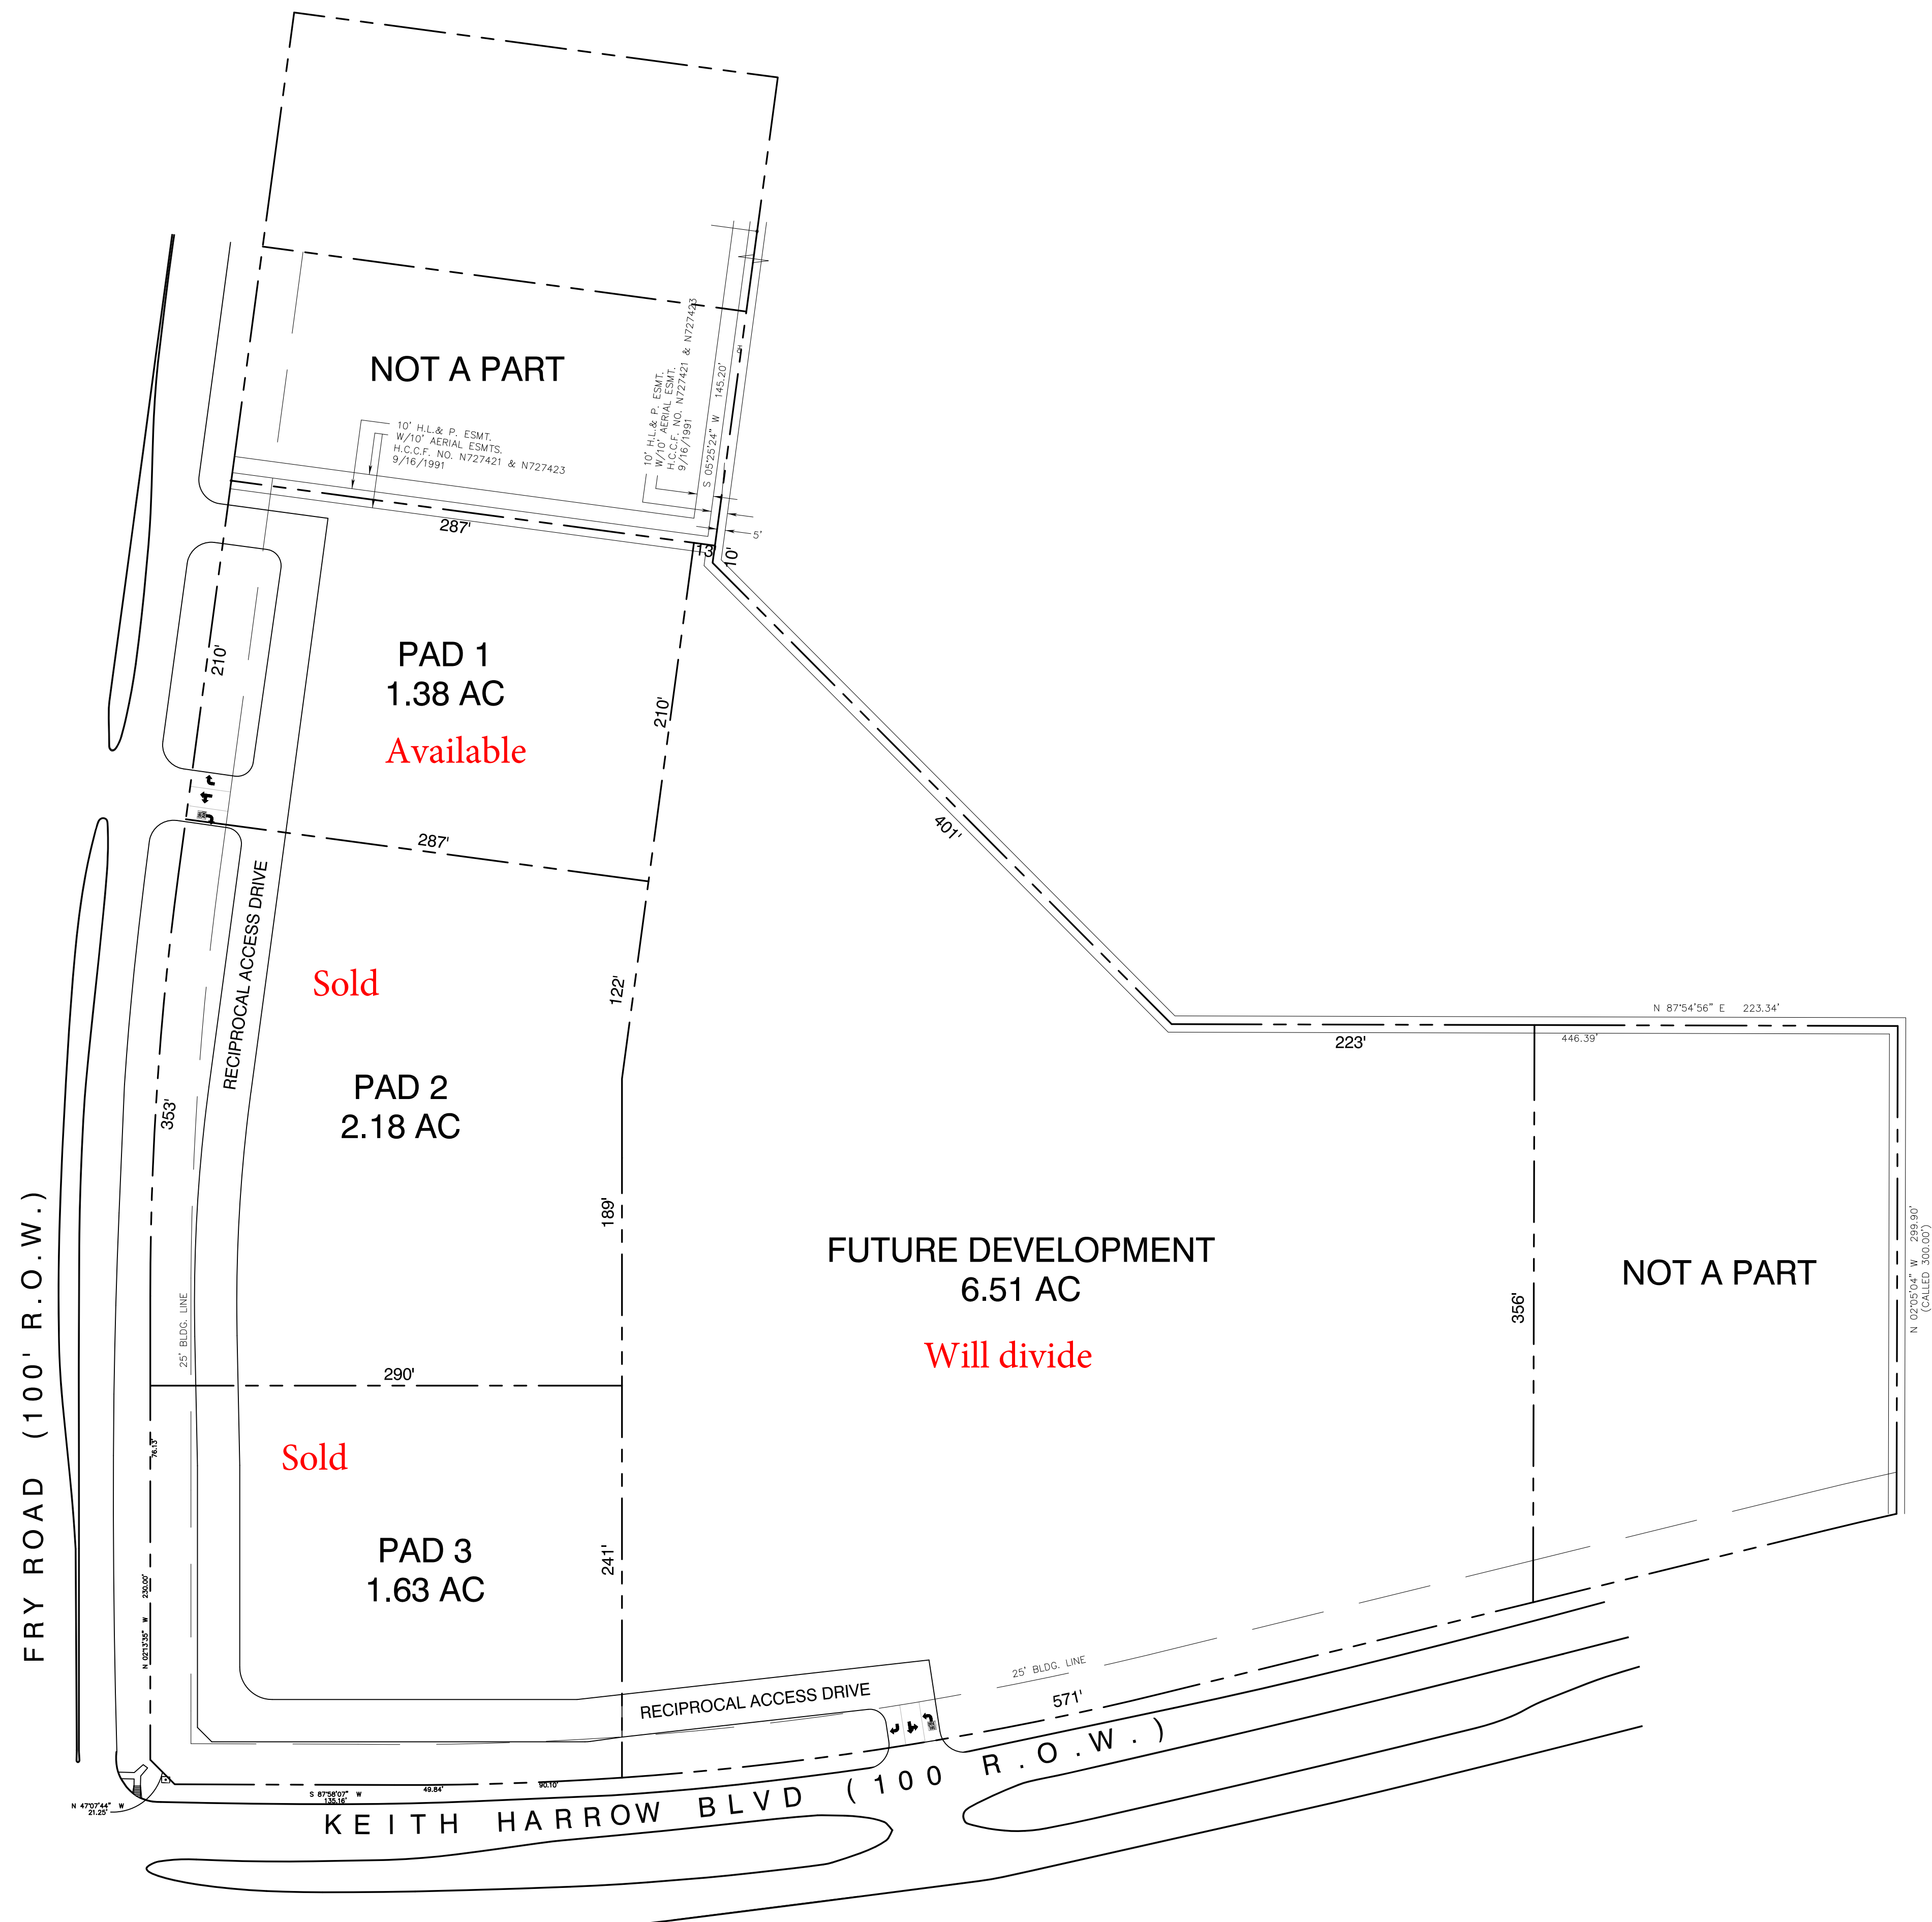 NOT A PART
10' H.L.& P. ESMT.
W/10' AERIAL ESMTS.
H.C.C.F. NO. N727421 & N727423
9/16/1991
10' H.L.& P. ESMT.
W/10' AERIAL ESMT.
H.C.C.F. NO. N727421 & N727423
9/16/1991
S 05°25'24" W 145.20'
5'
287'
13'
10'
210'
PAD 1
1.38 AC
Available
210'
401'
287'
RECIPROCAL ACCESS DRIVE
Sold
122'
N 87°54'56" E 223.34'
446.39'
223'
353'
PAD 2
2.18 AC
189'
FRY ROAD (100' R.O.W.)
25' BLDG. LINE
FUTURE DEVELOPMENT
6.51 AC
Will divide
356'
NOT A PART
N 02°05'04" W 299.90'
(CALLED 300.00')
290'
76.13'
Sold
PAD 3
1.63 AC
241'
N 02°13'35" W 230.00'
25' BLDG. LINE
RECIPROCAL ACCESS DRIVE
571'
N 47°07'44" W
21.25'
S 87°58'07" W
135.16'
49.84'
90.10'
KEITH HARROW BLVD (100 R.O.W.)